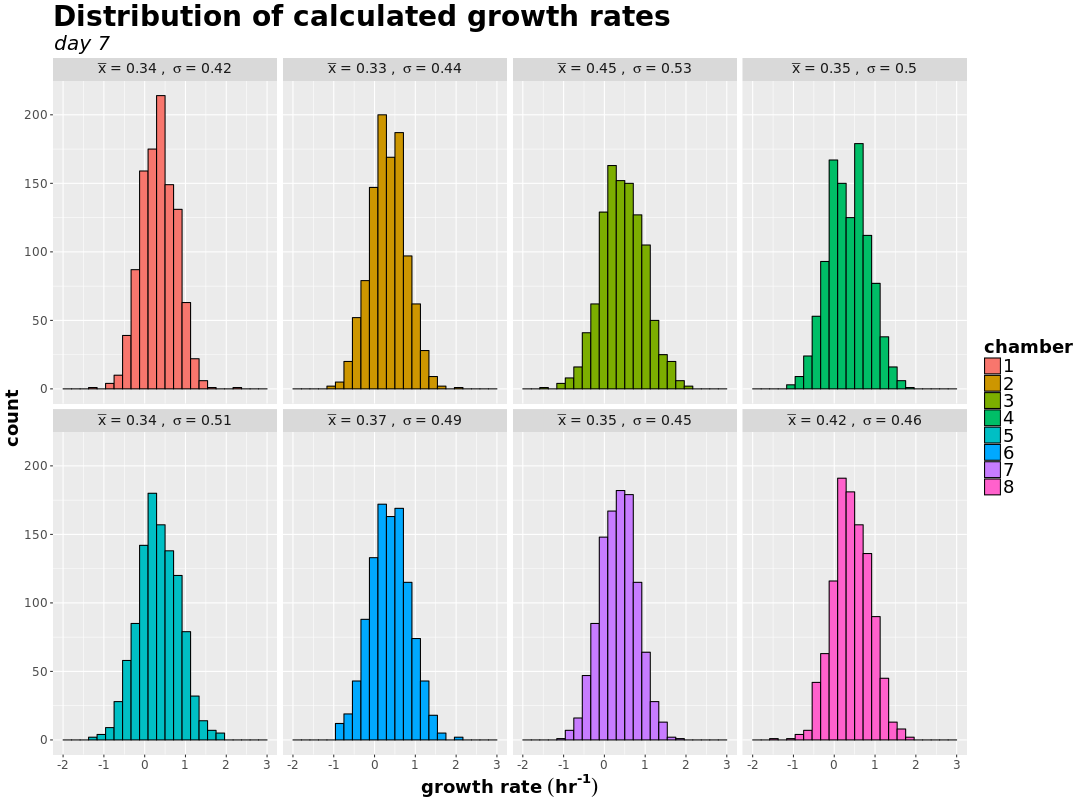 Distribution of calculated growth rates
day 7
x̅ = 0.34 , σ = 0.42
x̅ = 0.33 , σ = 0.44
x̅ = 0.45 , σ = 0.53
x̅ = 0.35 , σ = 0.5
200
150
100
50
0
x̅ = 0.34 , σ = 0.51
x̅ = 0.37 , σ = 0.49
x̅ = 0.35 , σ = 0.45
x̅ = 0.42 , σ = 0.46
200
150
100
50
0
-2 -1 0 1 2 3
-2 -1 0 1 2 3
-2 -1 0 1 2 3
-2 -1 0 1 2 3
count
growth rate (hr⁻¹)
chamber
1
2
3
4
5
6
7
8